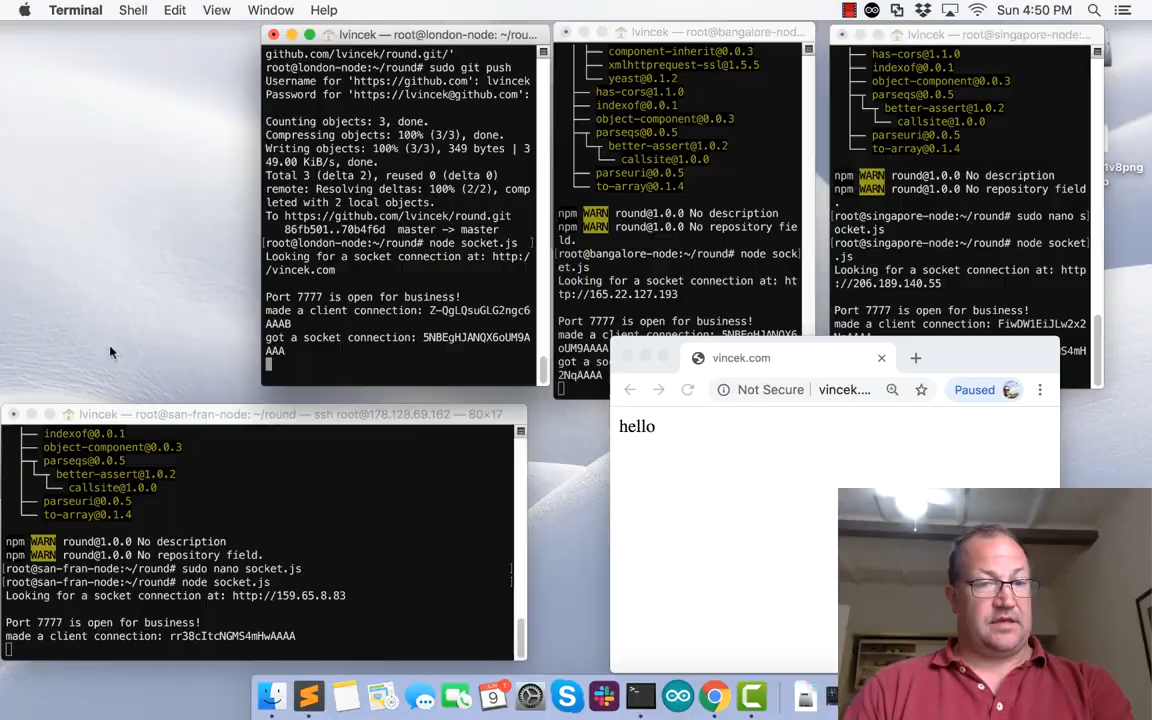 Terminal Shell Edit View Window Help Sun 4:50 PM
lvincek — root@london-node: ~/rou...
github.com/lvincek/round.git/'
root@london-node:~/round# sudo git push
Username for 'https://github.com': lvincek
Password for 'https://lvincek@github.com':
Counting objects: 3, done.
Compressing objects: 100% (3/3), done.
Writing objects: 100% (3/3), 349 bytes | 3
49.00 KiB/s, done.
Total 3 (delta 2), reused 0 (delta 0)
remote: Resolving deltas: 100% (2/2), comp
leted with 2 local objects.
To https://github.com/lvincek/round.git
86fb501..70b4f6d master -> master
[root@london-node:~/round# node socket.js ]
Looking for a socket connection at: http:/
/vincek.com
Port 7777 is open for business!
made a client connection: Z-QgLQsuGLG2ngc6
AAAB
got a socket connection: 5NBEgHJANQX6oUM9A
AAA
lvincek — root@bangalore-nod...
component-inherit@0.0.3
xmlhttprequest-ssl@1.5.5
yeast@0.1.2
has-cors@1.1.0
indexof@0.0.1
object-component@0.0.3
parseqs@0.0.5
better-assert@1.0.2
callsite@1.0.0
parseuri@0.0.5
to-array@0.1.4
npm WARN round@1.0.0 No description
npm WARN round@1.0.0 No repository fie
ld.
[root@bangalore-node:~/round# node sock
et.js
Looking for a socket connection at: ht
tp://165.22.127.193
Port 7777 is open for business!
made a client connection: 5NBEgHJANQX6
oUM9AAAA
got a so
2NqAAAA
lvincek — root@singapore-node:...
has-cors@1.1.0
indexof@0.0.1
object-component@0.0.3
parseqs@0.0.5
better-assert@1.0.2
callsite@1.0.0
parseuri@0.0.5
to-array@0.1.4
npm WARN round@1.0.0 No description
npm WARN round@1.0.0 No repository field
.
[root@singapore-node:~/round# sudo nano s
ocket.js
[root@singapore-node:~/round# node socket
.js
Looking for a socket connection at: http
://206.189.140.55
Port 7777 is open for business!
made a client connection: FiwDW1EiJLw2x2
S4mH
1v8png
vincek.com
Not Secure vincek.... Paused
hello
lvincek — root@san-fran-node: ~/round — ssh root@178.128.69.162 — 80×17
indexof@0.0.1
object-component@0.0.3
parseqs@0.0.5
better-assert@1.0.2
callsite@1.0.0
parseuri@0.0.5
to-array@0.1.4
npm WARN round@1.0.0 No description
npm WARN round@1.0.0 No repository field.
[root@san-fran-node:~/round# sudo nano socket.js ]
[root@san-fran-node:~/round# node socket.js ]
Looking for a socket connection at: http://159.65.8.83
Port 7777 is open for business!
made a client connection: rr38cItcNGMS4mHwAAAA
9